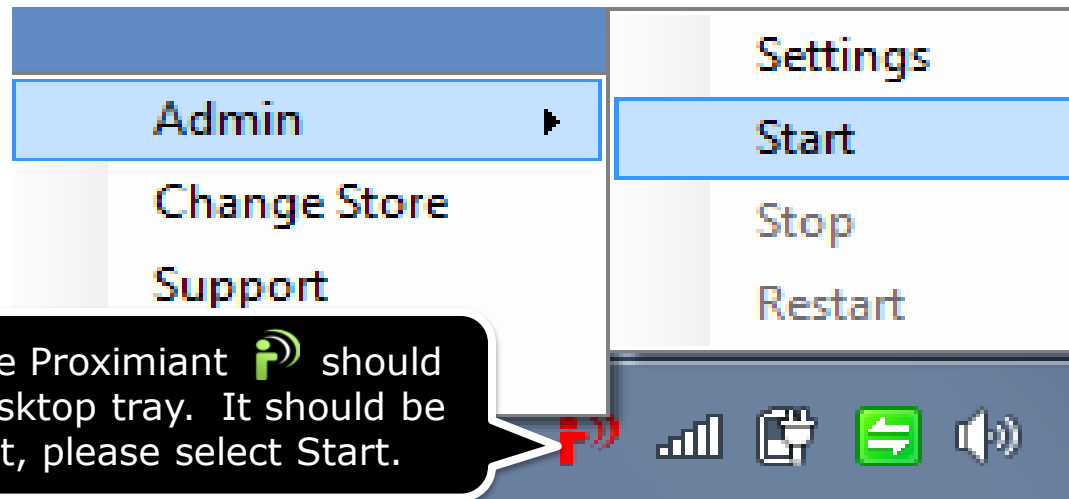 Admin
Change Store
Support
Settings
Start
Stop
Restart
e Proximiant should
sktop tray. It should be
t, please select Start.